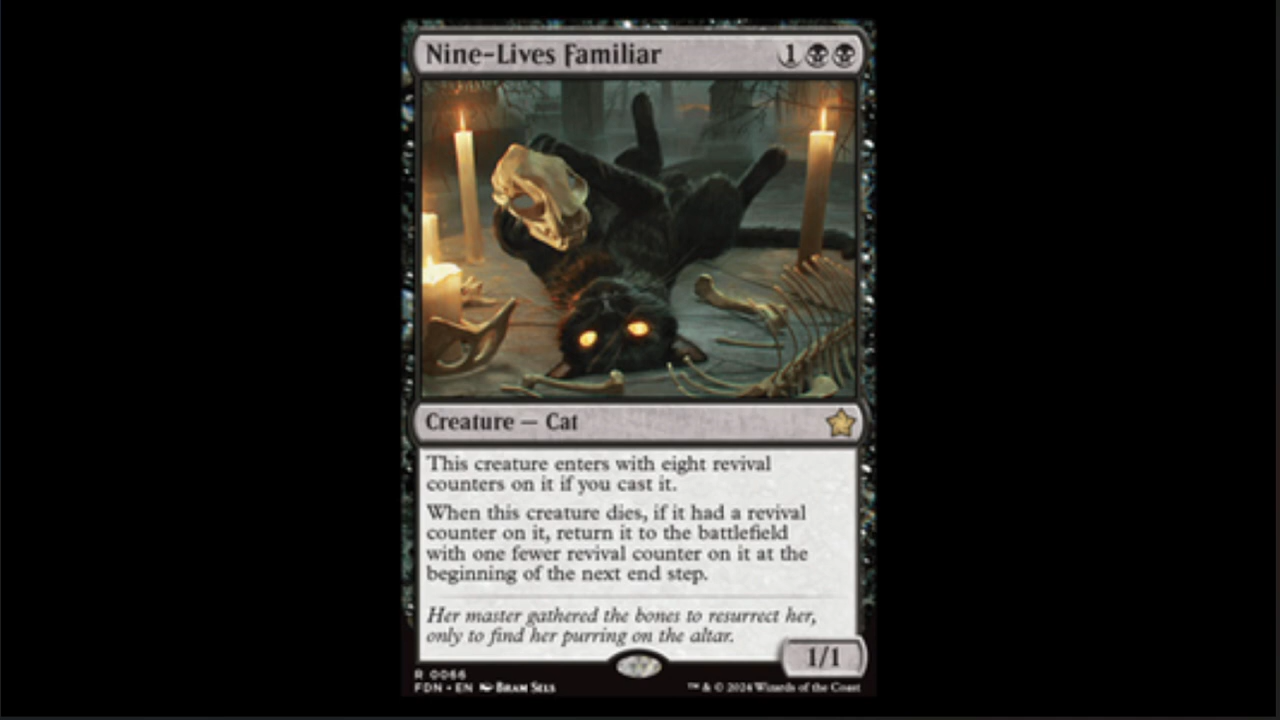 Nine-Lives Familiar 1
Creature — Cat
This creature enters with eight revival
counters on it if you cast it.
When this creature dies, if it had a revival
counter on it, return it to the battlefield
with one fewer revival counter on it at the
beginning of the next end step.
Her master gathered the bones to resurrect her,
only to find her purring on the altar.
1/1
R 0066
FDN • EN BRAM SELS
™ & © 2024 Wizards of the Coast